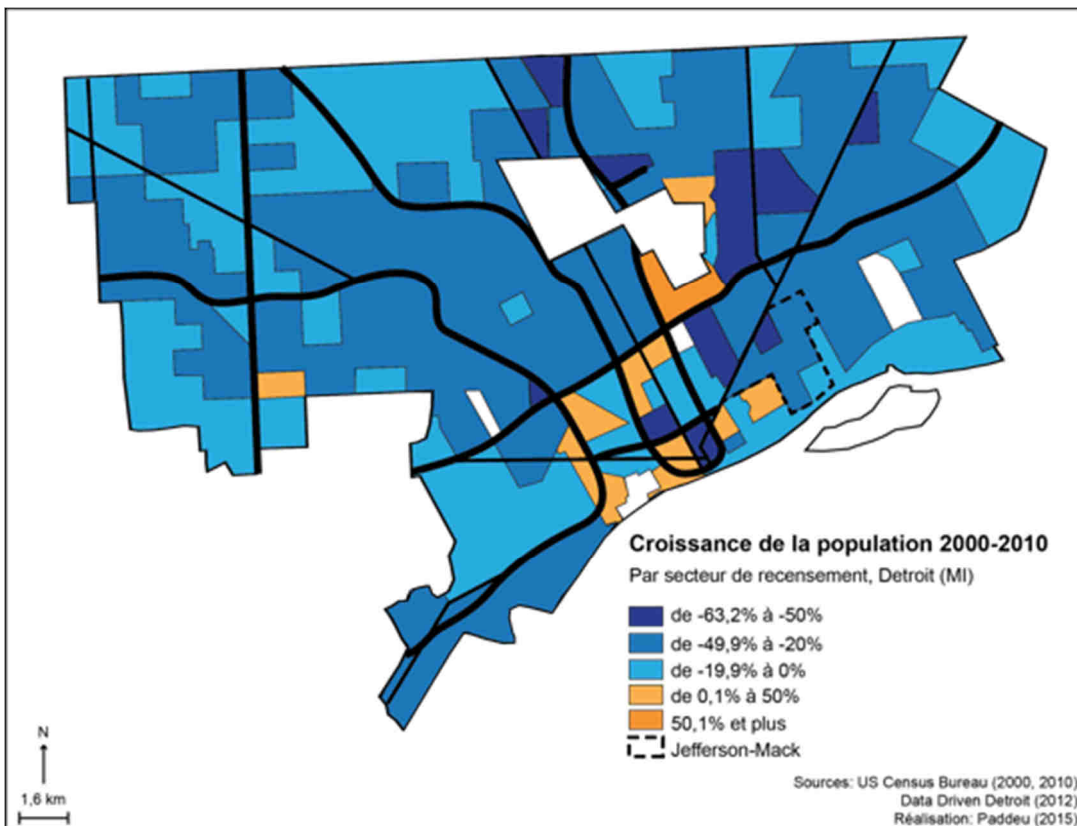 Croissance de la population 2000-2010
Par secteur de recensement, Detroit (MI)
de -63,2% à -50%
de -49,9% à -20%
de -19,9% à 0%
de 0,1% à 50%
50,1% et plus
Jefferson-Mack
N
1,6 km
Sources: US Census Bureau (2000, 2010)
Data Driven Detroit (2012)
Réalisation: Paddeu (2015)